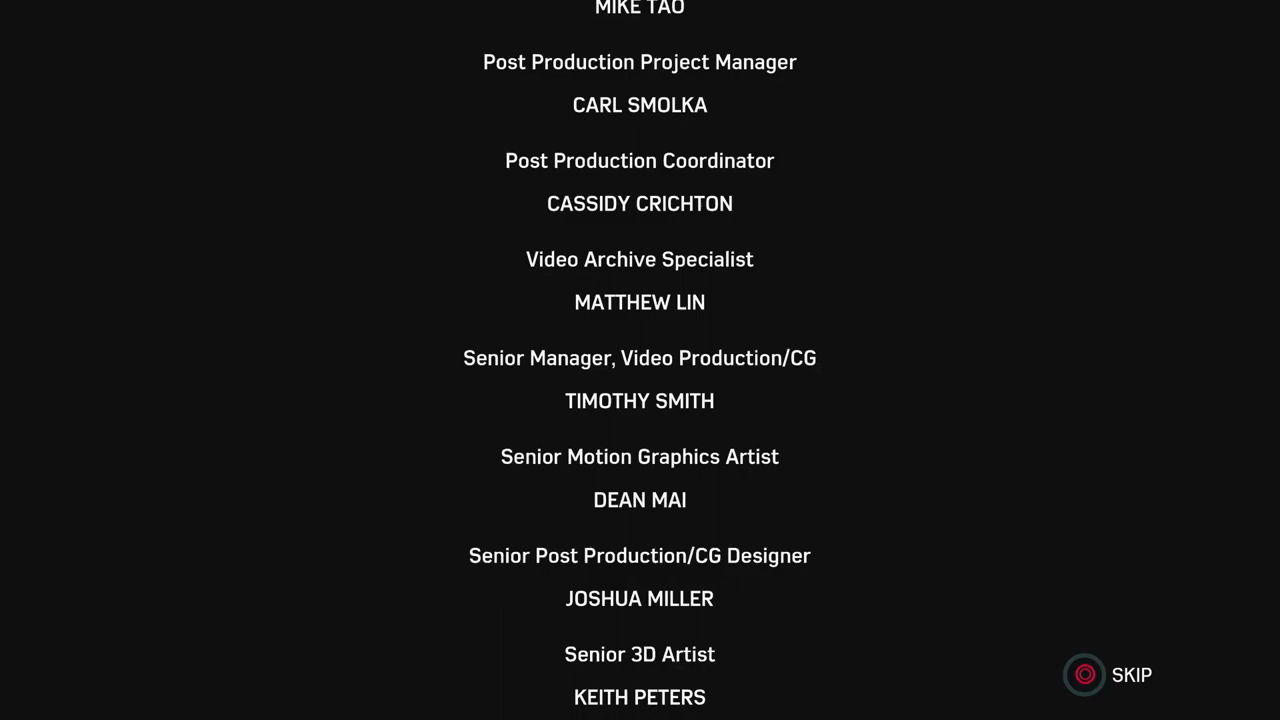 MIKE TAO
Post Production Project Manager
CARL SMOLKA
Post Production Coordinator
CASSIDY CRICHTON
Video Archive Specialist
MATTHEW LIN
Senior Manager, Video Production/CG
TIMOTHY SMITH
Senior Motion Graphics Artist
DEAN MAI
Senior Post Production/CG Designer
JOSHUA MILLER
Senior 3D Artist
KEITH PETERS
SKIP